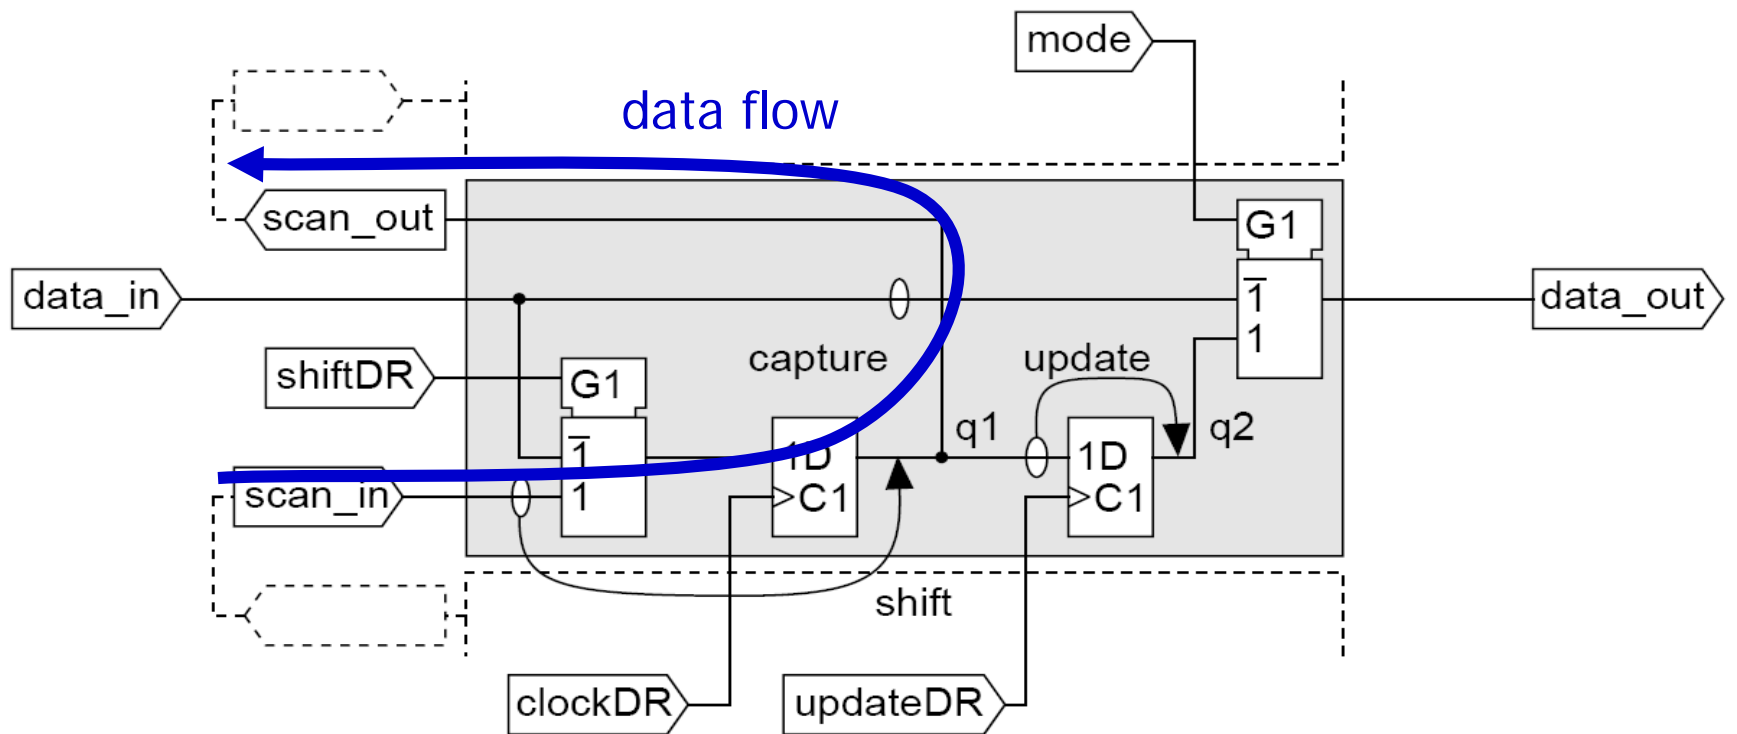 mode
data flow
scan_out
G1
data_in
1̅
data_out
1
capture
update
shiftDR
G1
q1
q2
1̅
1D
1D
scan_in
1
C1
C1
shift
clockDR
updateDR